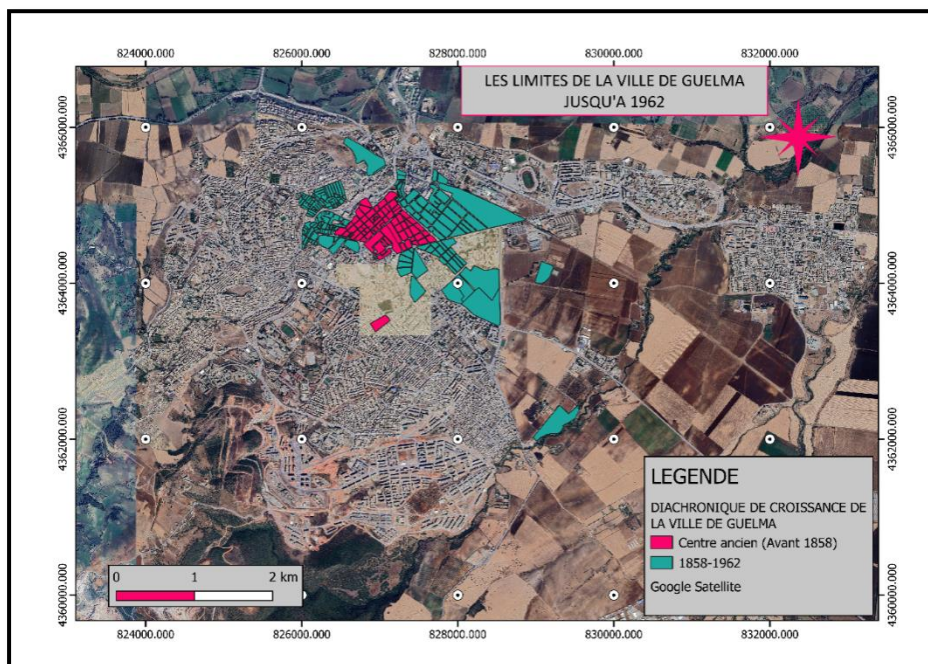 824000.000 826000.000 828000.000 830000.000 832000.000
LES LIMITES DE LA VILLE DE GUELMA
JUSQU'A 1962
4366000.000 4366000.000
4364000.000 4364000.000
4362000.000 4362000.000
4360000.000 4360000.000
LEGENDE
DIACHRONIQUE DE CROISSANCE DE
LA VILLE DE GUELMA
Centre ancien (Avant 1858)
1858-1962
Google Satellite
0 1 2 km
824000.000 826000.000 828000.000 830000.000 832000.000